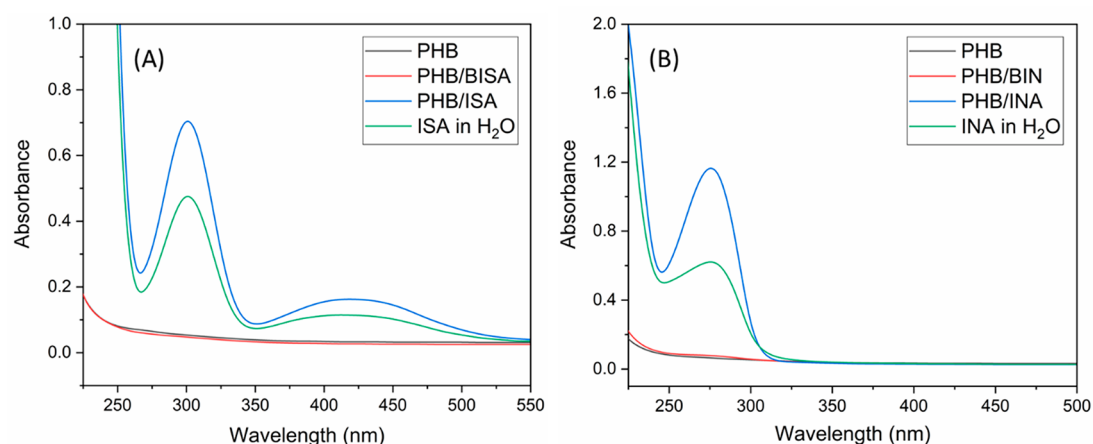 (A)
PHB
PHB/BISA
PHB/ISA
ISA in H₂O
1.0
0.8
0.6
0.4
0.2
0.0
Absorbance
250 300 350 400 450 500 550
Wavelength (nm)
(B)
PHB
PHB/BIN
PHB/INA
INA in H₂O
2.0
1.6
1.2
0.8
0.4
0.0
Absorbance
250 300 350 400 450 500
Wavelength (nm)